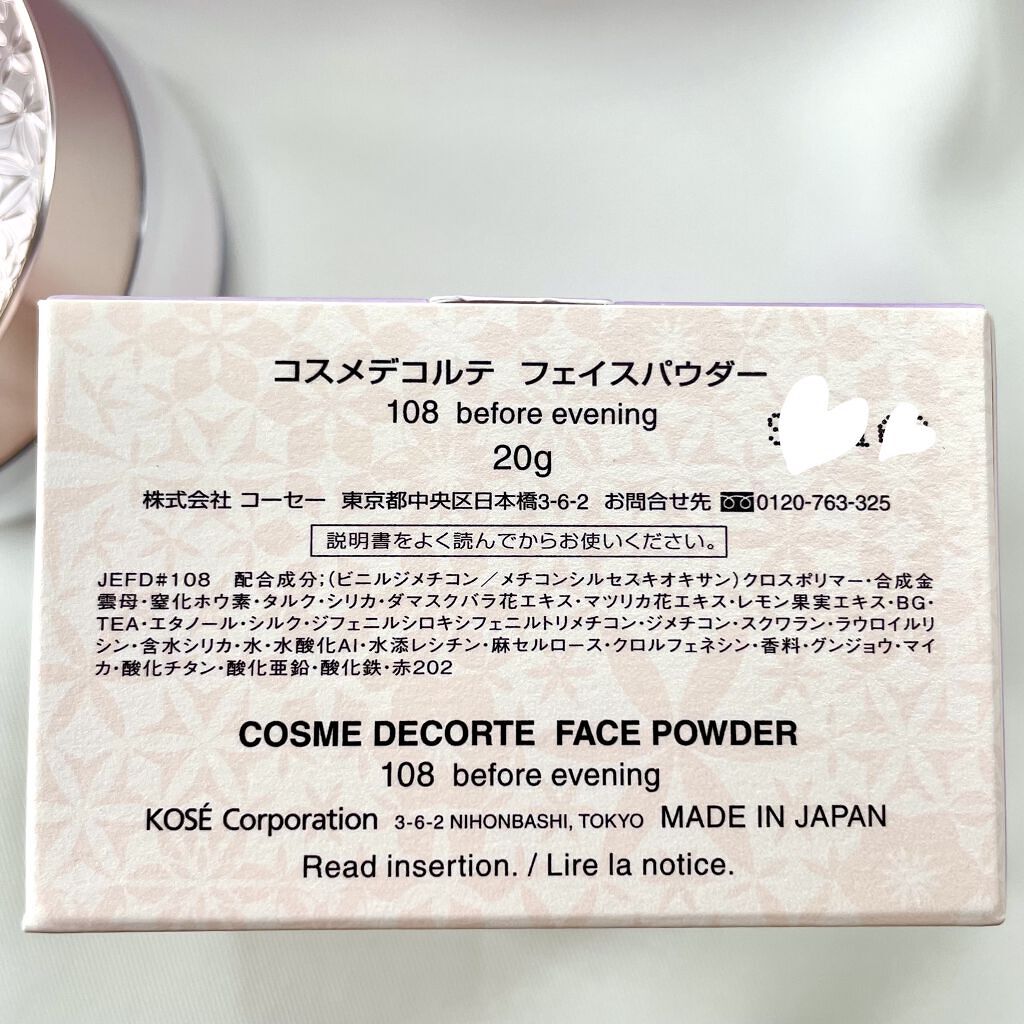 コスメデコルテ フェイスパウダー
108 before evening
20g
株式会社 コーセー 東京都中央区日本橋3-6-2 お問合せ先 0120-763-325
説明書をよく読んでからお使いください。
JEFD#108 配合成分;(ビニルジメチコン／メチコンシルセスキオキサン)クロスポリマー・合成金
雲母・窒化ホウ素・タルク・シリカ・ダマスクバラ花エキス・マツリカ花エキス・レモン果実エキス・BG・
TEA・エタノール・シルク・ジフェニルシロキシフェニルトリメチコン・ジメチコン・スクワラン・ラウロイルリ
シン・含水シリカ・水・水酸化Al・水添レシチン・麻セルロース・クロルフェネシン・香料・グンジョウ・マイ
カ・酸化チタン・酸化亜鉛・酸化鉄・赤202
COSME DECORTE FACE POWDER
108 before evening
KOSÉ Corporation 3-6-2 NIHONBASHI, TOKYO MADE IN JAPAN
Read insertion. / Lire la notice.